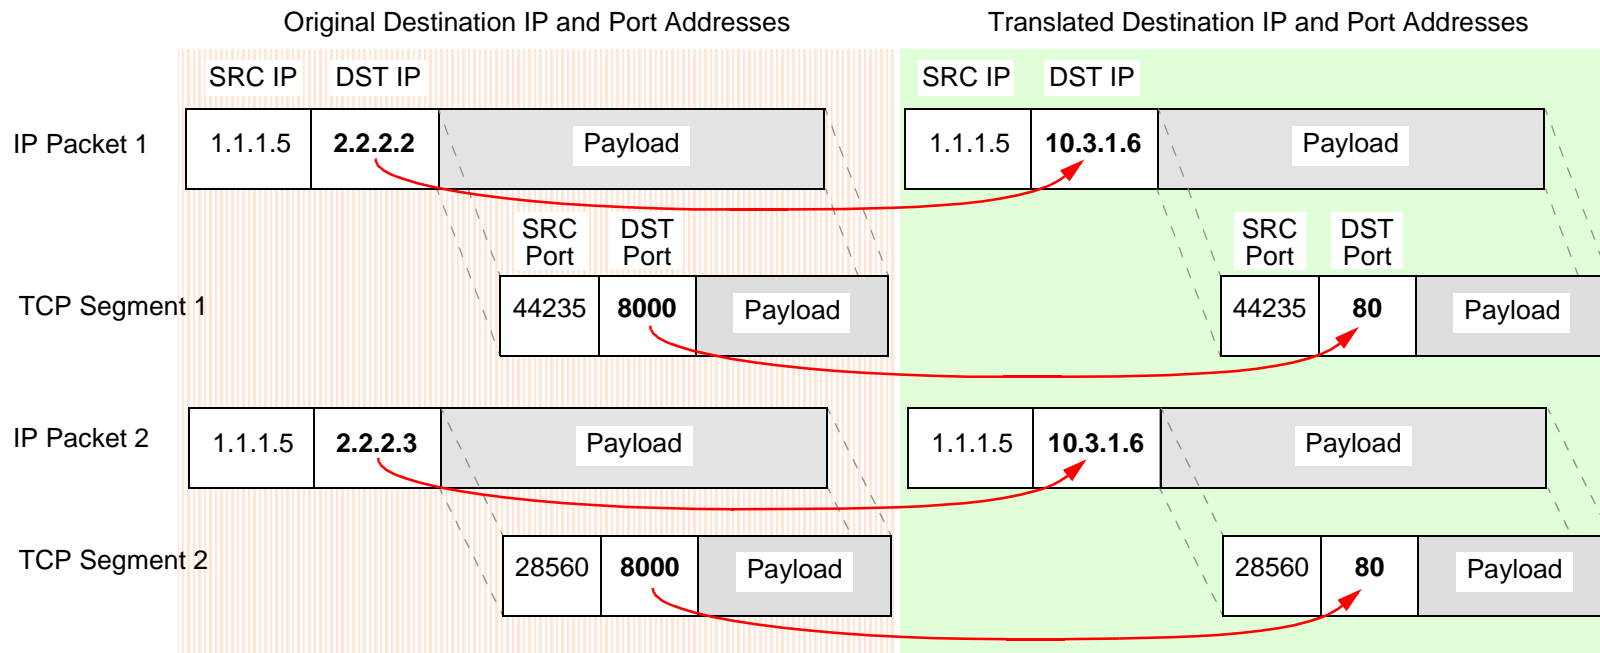 Original Destination IP and Port Addresses
Translated Destination IP and Port Addresses
SRC IP DST IP
SRC IP DST IP
IP Packet 1
1.1.1.5 2.2.2.2 Payload
1.1.1.5 10.3.1.6 Payload
SRC Port
DST Port
SRC Port
DST Port
TCP Segment 1
44235 8000 Payload
44235 80 Payload
IP Packet 2
1.1.1.5 2.2.2.3 Payload
1.1.1.5 10.3.1.6 Payload
TCP Segment 2
28560 8000 Payload
28560 80 Payload